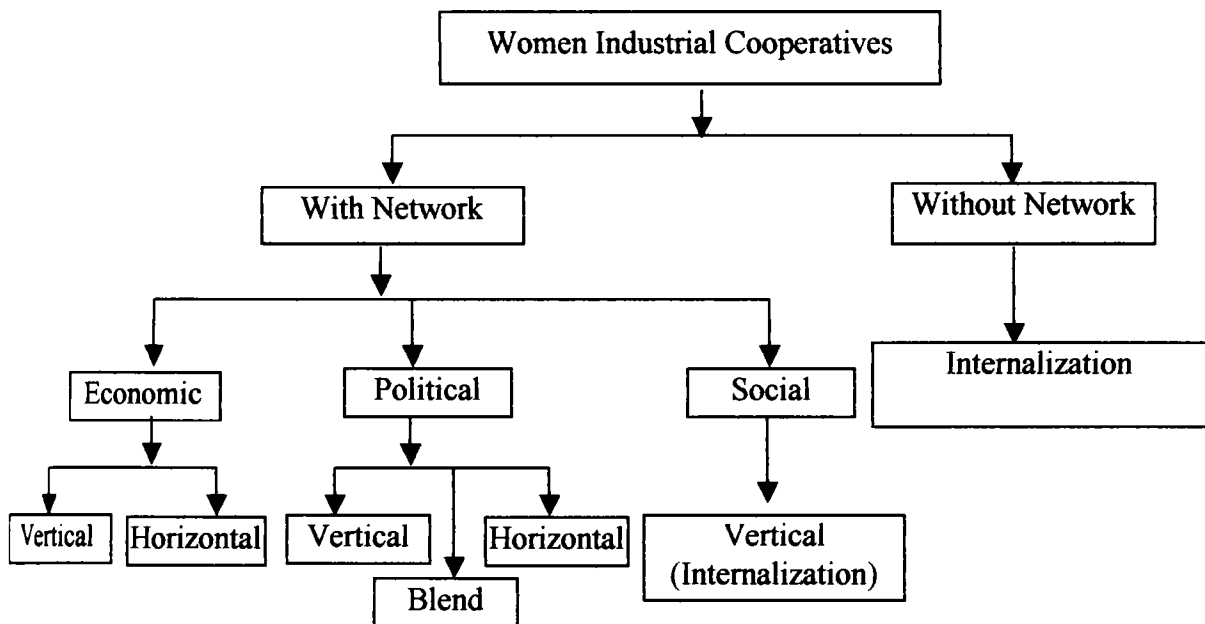 Women Industrial Cooperatives
With Network
Without Network
Internalization
Economic
Political
Social
Vertical
Horizontal
Vertical
Horizontal
Vertical
(Internalization)
Blend